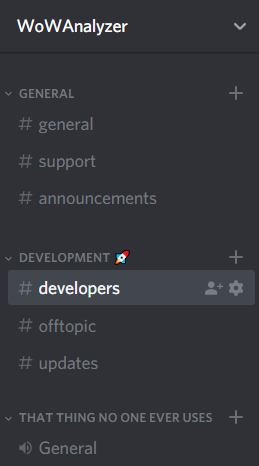 WoWAnalyzer
GENERAL
# general
# support
# announcements
DEVELOPMENT 🚀
# developers
# offtopic
# updates
THAT THING NO ONE EVER USES
General